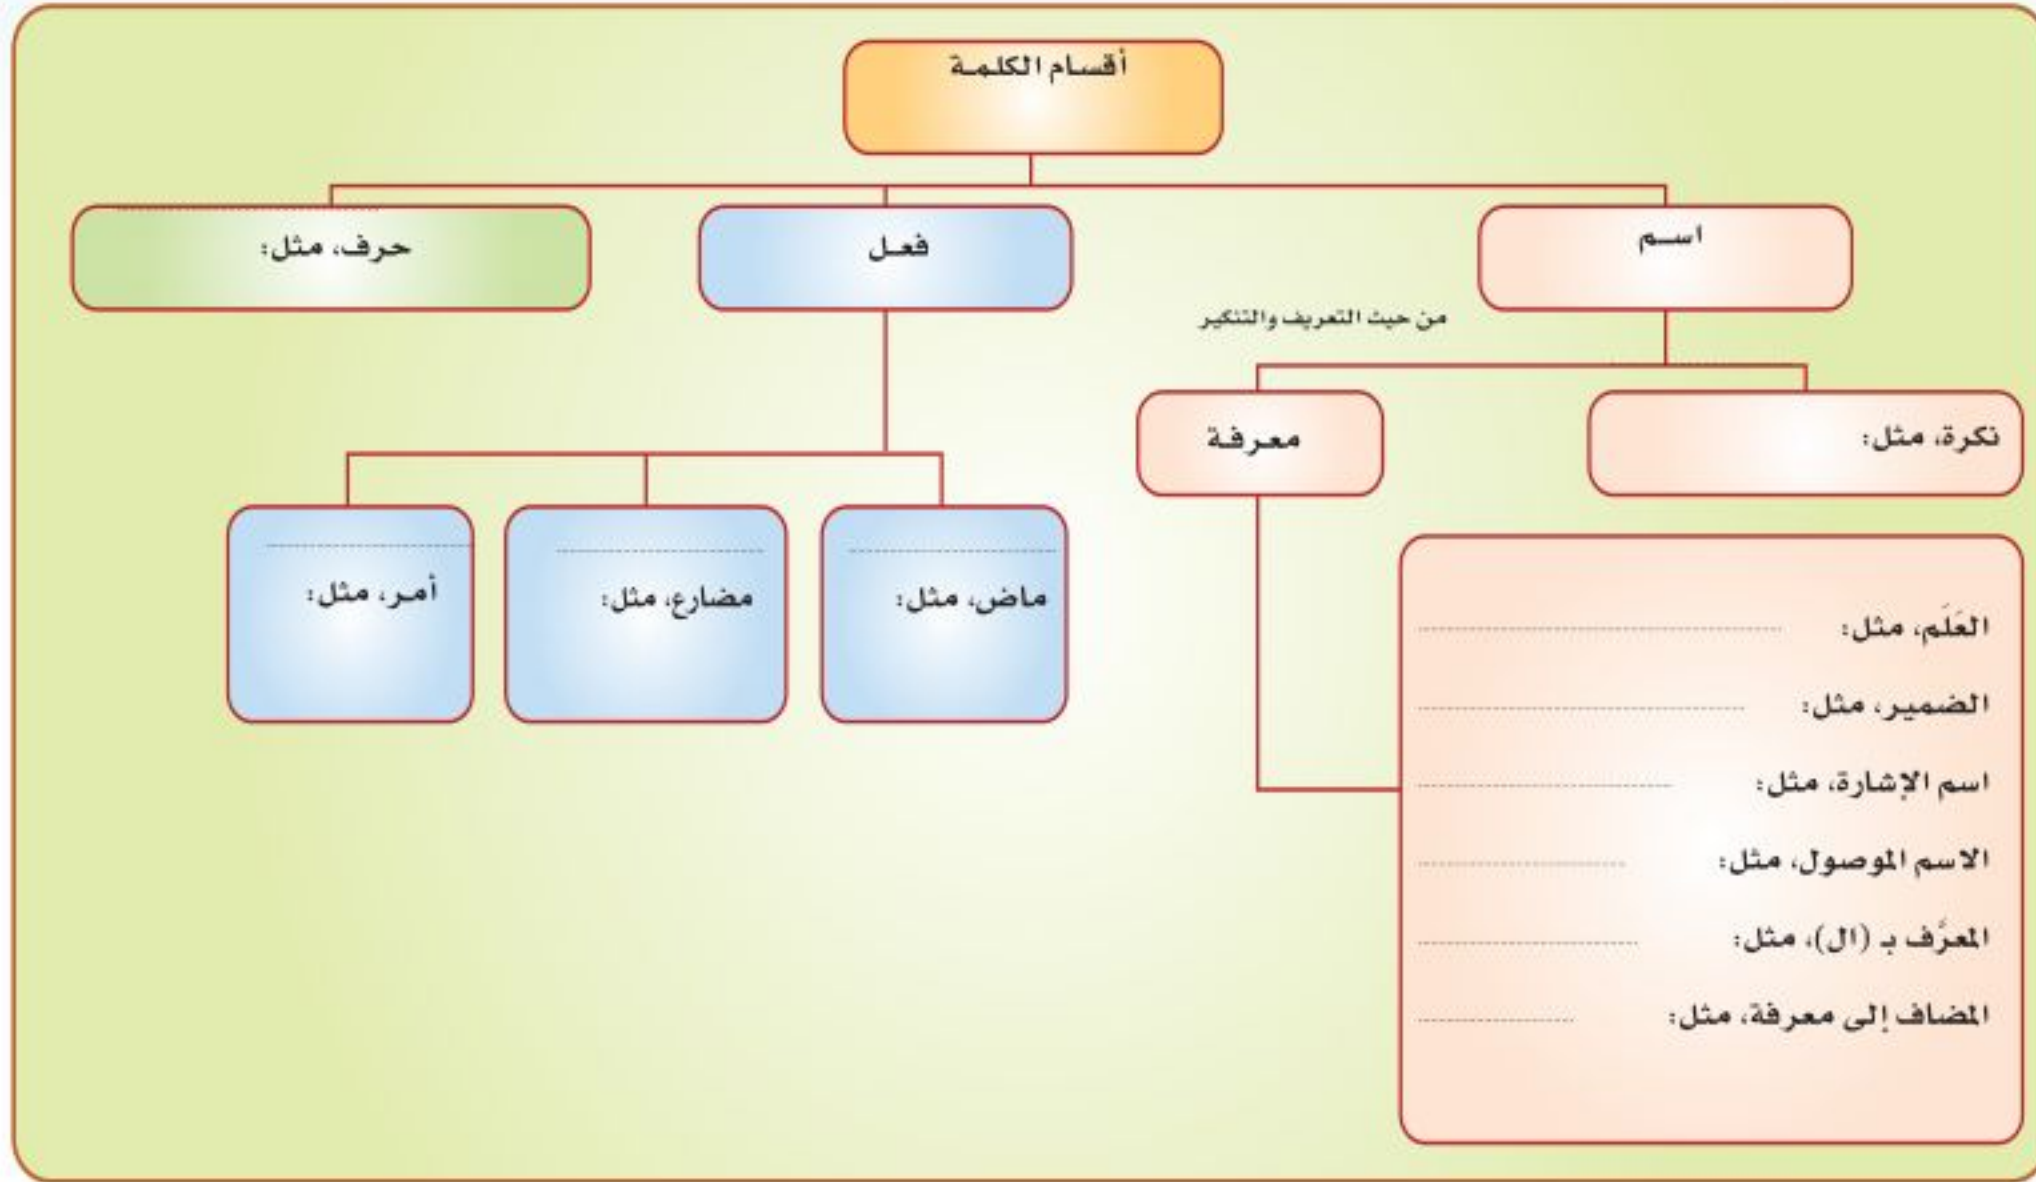 أقسام الكلمة
اسم
فعل
حرف، مثل:
من حيث التعريف والتنكير
نكرة، مثل:
معرفة
العَلَم، مثل:
الضمير، مثل:
اسم الإشارة، مثل:
الاسم الموصول، مثل:
المعرَّف بـ (ال)، مثل:
المضاف إلى معرفة، مثل:
ماض، مثل:
مضارع، مثل:
أمر، مثل: